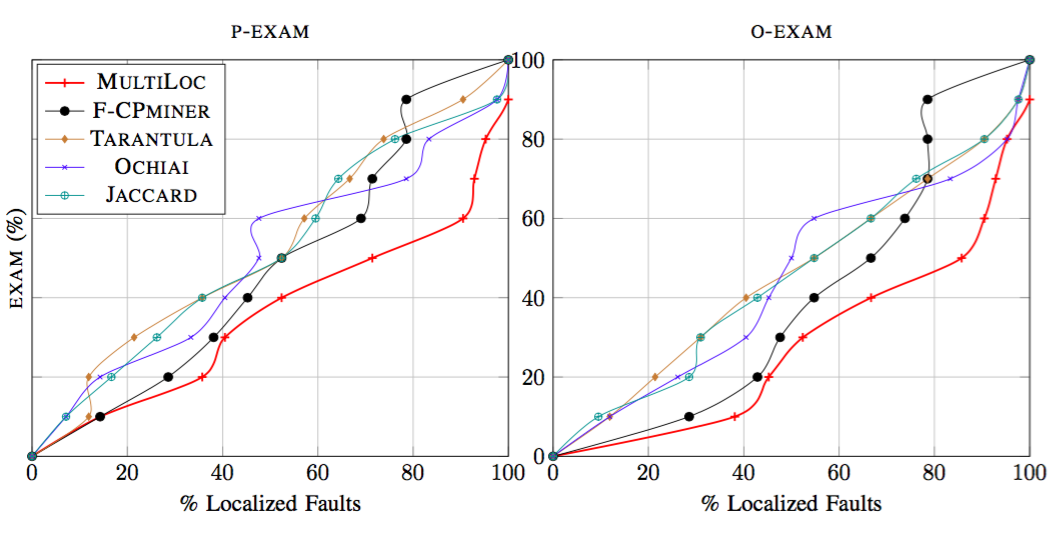 P-EXAM
O-EXAM
MULTILOC
F-CPMINER
TARANTULA
OCHIAI
JACCARD
EXAM (%)
100
80
60
40
20
0
0 20 40 60 80 100
0 20 40 60 80 100
% Localized Faults
% Localized Faults